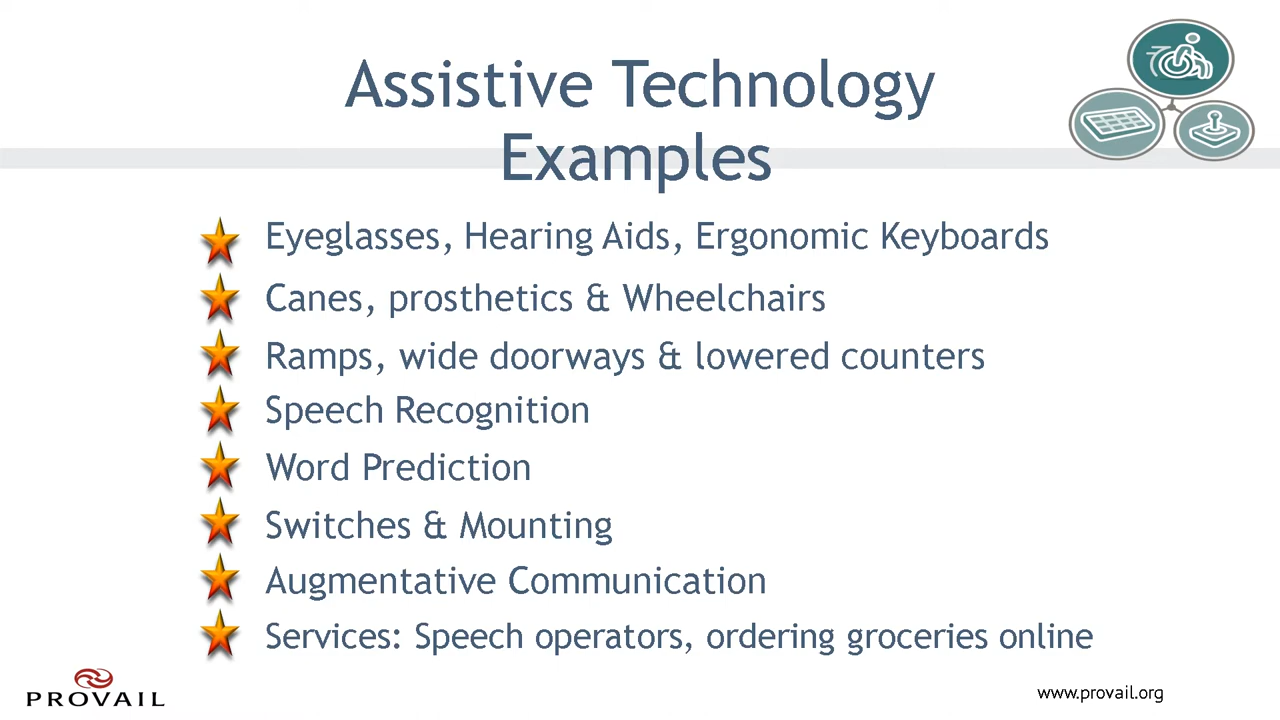 Assistive Technology
Examples
Eyeglasses, Hearing Aids, Ergonomic Keyboards
Canes, prosthetics & Wheelchairs
Ramps, wide doorways & lowered counters
Speech Recognition
Word Prediction
Switches & Mounting
Augmentative Communication
Services: Speech operators, ordering groceries online
PROVAIL
www.provail.org